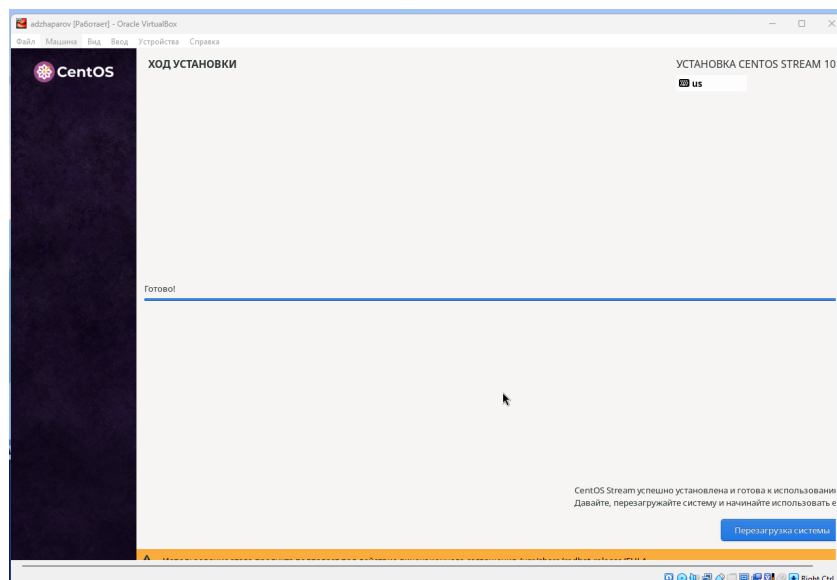 adzhaparov [Работает] - Oracle VirtualBox
Файл Машина Вид Ввод Устройства Справка
CentOS
ХОД УСТАНОВКИ
УСТАНОВКА CENTOS STREAM 10
us
Готово!
CentOS Stream успешно установлена и готова к использовани
Давайте, перезагружайте систему и начинайте использовать е
Перезагрузка системы
Right Ctrl